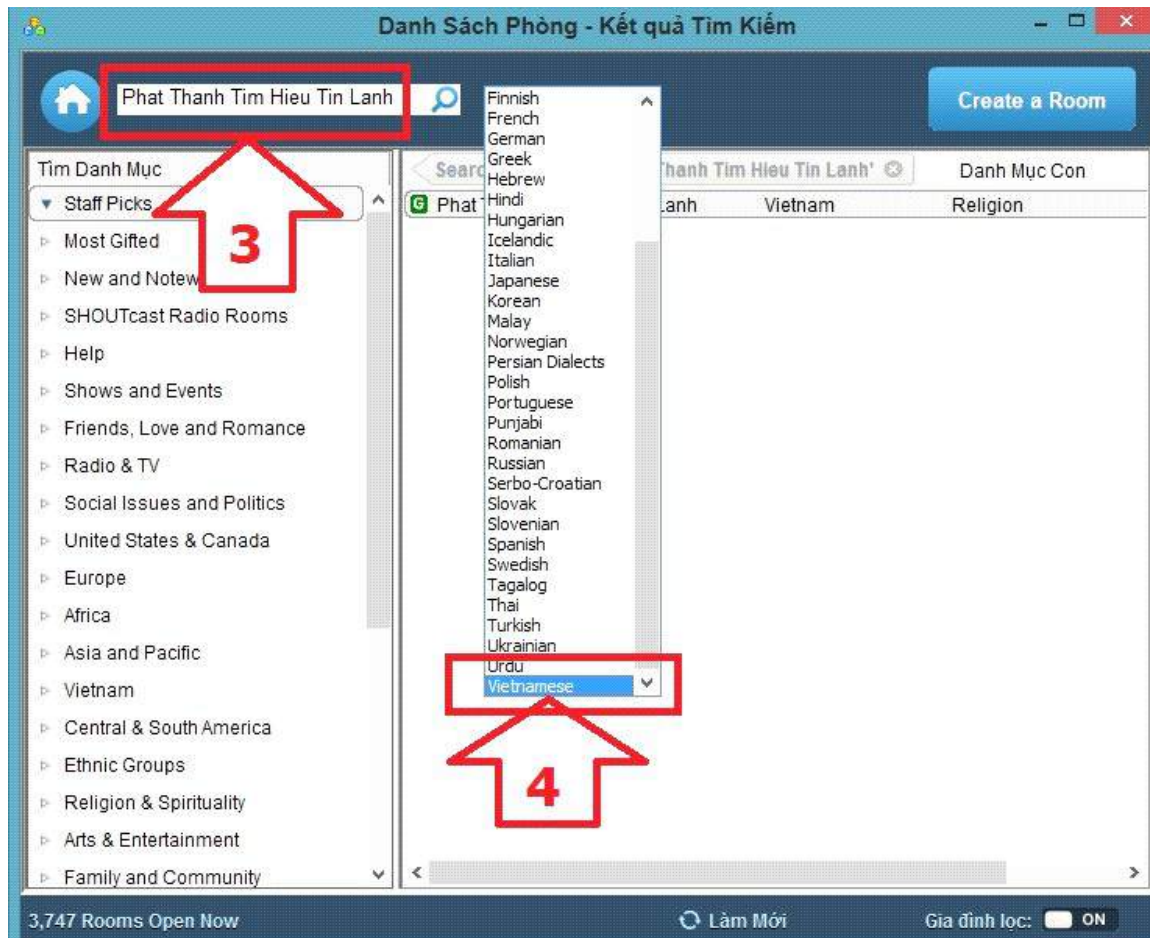 Danh Sách Phòng - Kết quả Tìm Kiếm
Phat Thanh Tim Hieu Tin Lanh
Create a Room
Tìm Danh Mục
Staff Picks
Most Gifted
New and Notew
SHOUTcast Radio Rooms
Help
Shows and Events
Friends, Love and Romance
Radio & TV
Social Issues and Politics
United States & Canada
Europe
Africa
Asia and Pacific
Vietnam
Central & South America
Ethnic Groups
Religion & Spirituality
Arts & Entertainment
Family and Community
3
Finnish
French
German
Greek
Hebrew
Hindi
Hungarian
Icelandic
Italian
Japanese
Korean
Malay
Norwegian
Persian Dialects
Polish
Portuguese
Punjabi
Romanian
Russian
Serbo-Croatian
Slovak
Slovenian
Spanish
Swedish
Tagalog
Thai
Turkish
Ukrainian
Urdu
Vietnamese
4
Searc hanh Tim Hieu Tin Lanh' Danh Mục Con
G Phat anh Vietnam Religion
3,747 Rooms Open Now Làm Mới Gia đình lọc: ON